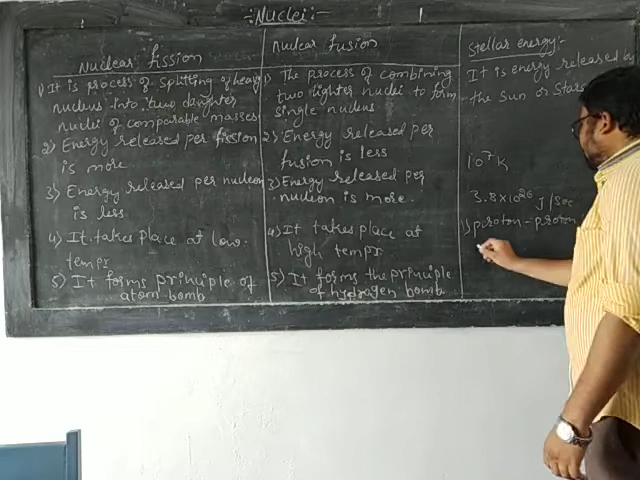 :Nuclei:-
Nuclear fission
1) It is process of splitting of heavy
nucleus into two daughter
nuclei of comparable masses
2) Energy released per fission
is more
3) Energy released per nucleon
is less
4) It takes place at low
tempr
5) It forms priniple of
atom bomb
nuclear fusion
1) The process of combining
two lighter nuclei to form
single nucleus
2) Energy released per
fusion is less
3) Energy released per
nucleon is more.
4) It takes place at
high tempr
5) It forms the priniple
of hydrogen bomb
Stellar energy:-
It is energy released by
the sun or stars
10⁷ K
3.8×10²⁶ J/Sec
1) proton-proton